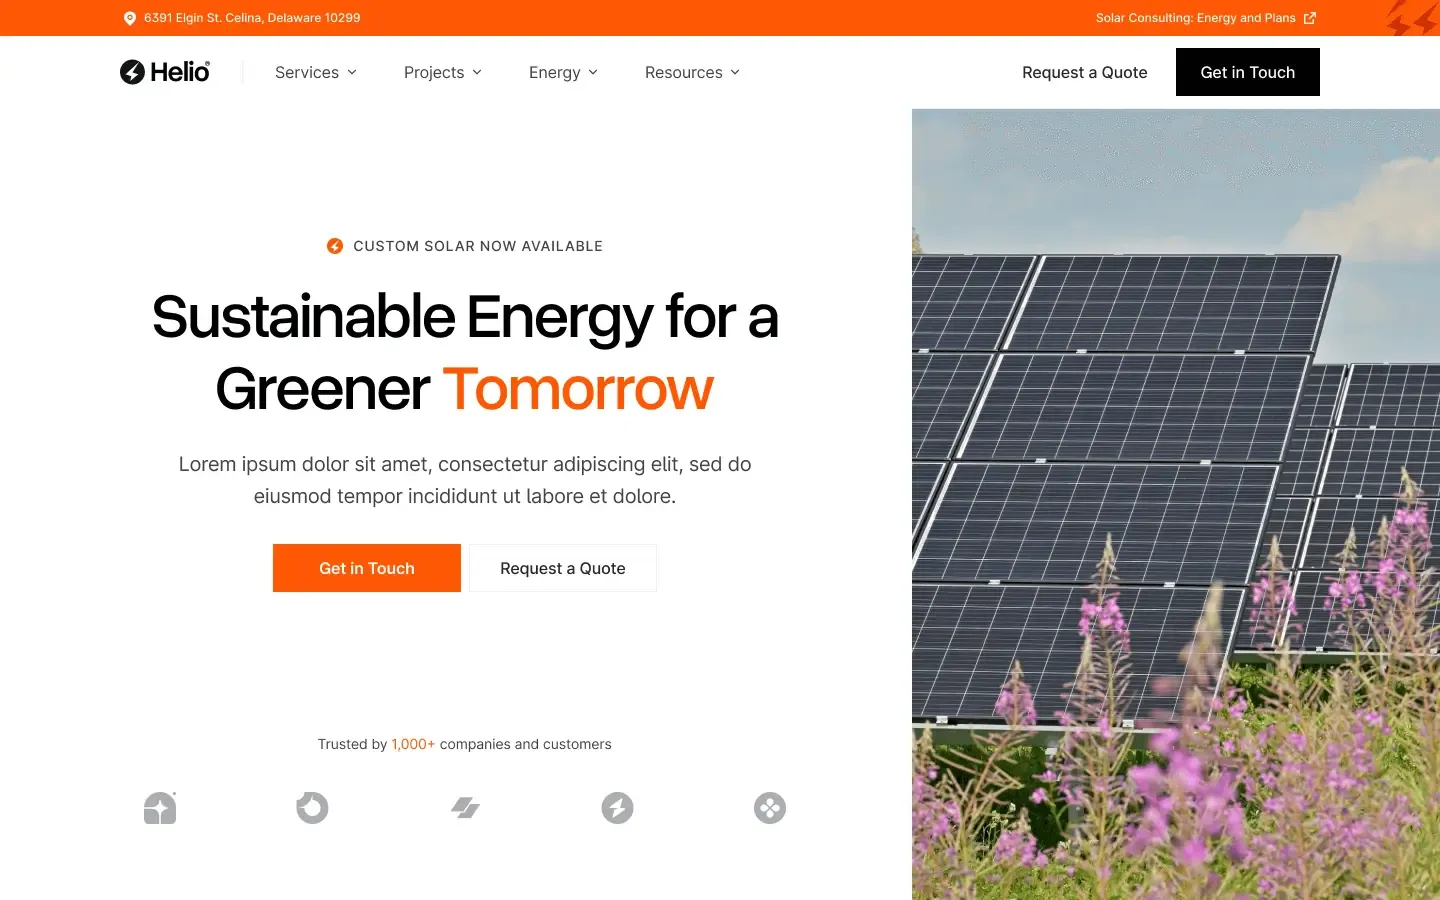 6391 Elgin St. Celina, Delaware 10299
Solar Consulting: Energy and Plans
Helio®
Services
Projects
Energy
Resources
Request a Quote
Get in Touch
CUSTOM SOLAR NOW AVAILABLE
Sustainable Energy for a
Greener Tomorrow
Lorem ipsum dolor sit amet, consectetur adipiscing elit, sed do
eiusmod tempor incididunt ut labore et dolore.
Get in Touch
Request a Quote
Trusted by 1,000+ companies and customers